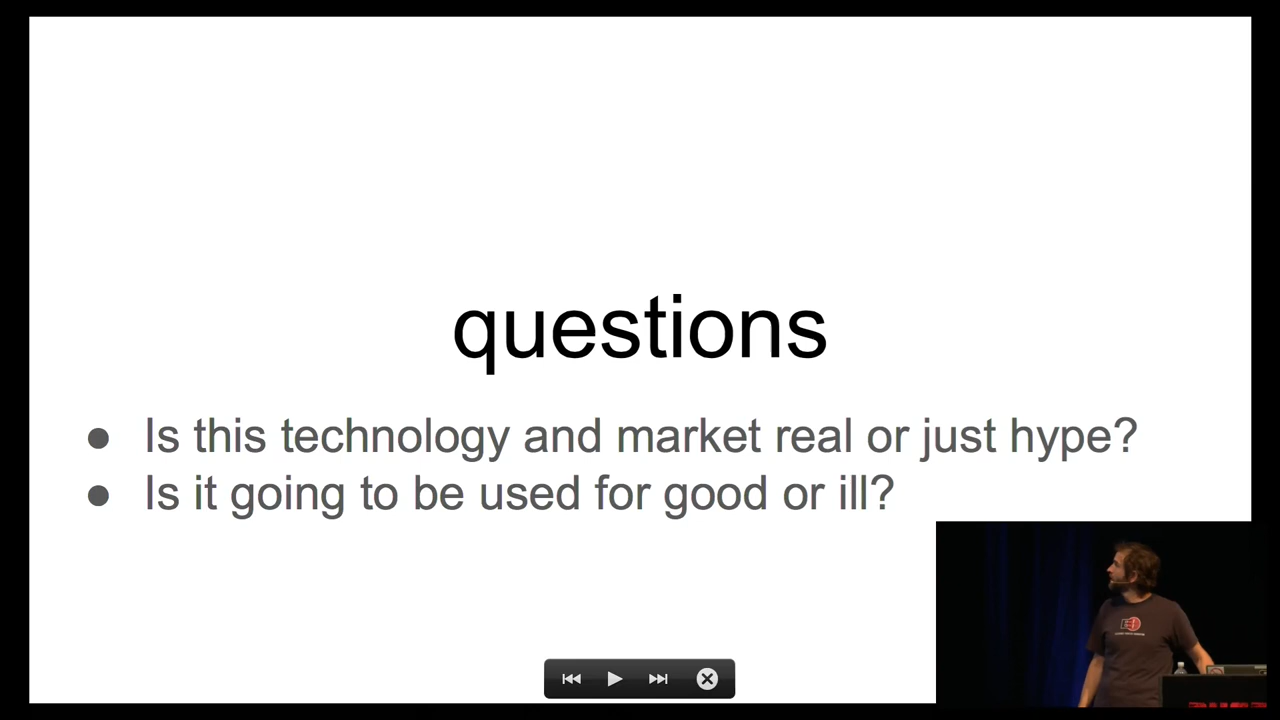 questions
● Is this technology and market real or just hype?
● Is it going to be used for good or ill?